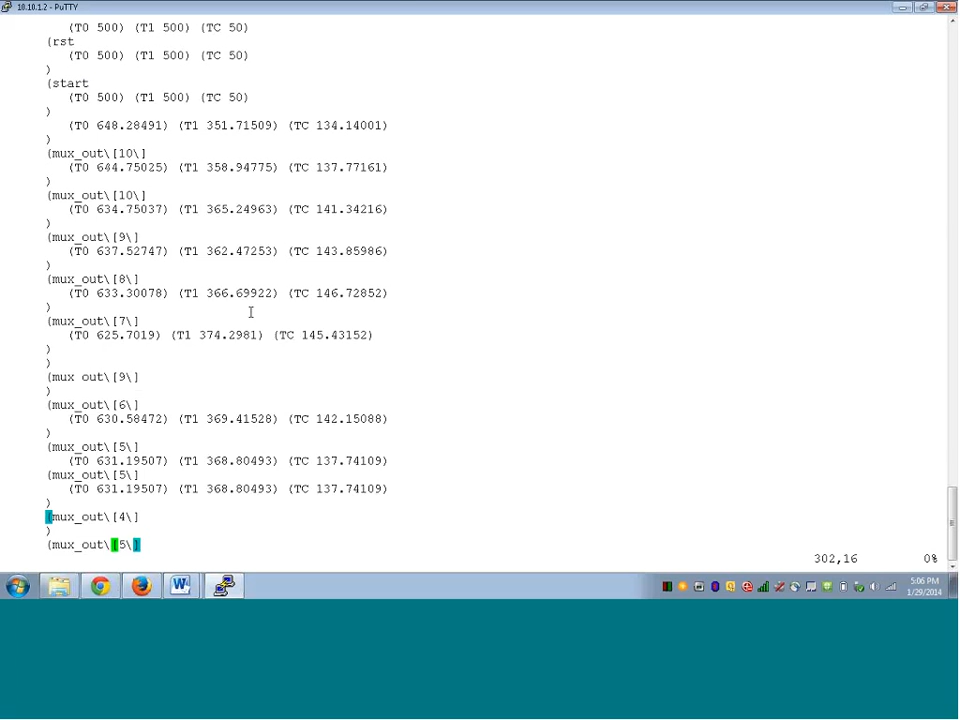 10.10.1.2 - PuTTY
(T0 500) (T1 500) (TC 50)
(rst
(T0 500) (T1 500) (TC 50)
)
(start
(T0 500) (T1 500) (TC 50)
)
(T0 648.28491) (T1 351.71509) (TC 134.14001)
)
(mux_out\[10\]
(T0 644.75025) (T1 358.94775) (TC 137.77161)
)
(mux_out\[10\]
(T0 634.75037) (T1 365.24963) (TC 141.34216)
)
(mux_out\[9\]
(T0 637.52747) (T1 362.47253) (TC 143.85986)
)
(mux_out\[8\]
(T0 633.30078) (T1 366.69922) (TC 146.72852)
)
(mux_out\[7\]
(T0 625.7019) (T1 374.2981) (TC 145.43152)
)
)
(mux out\[9\]
)
(mux_out\[6\]
(T0 630.58472) (T1 369.41528) (TC 142.15088)
)
(mux_out\[5\]
(T0 631.19507) (T1 368.80493) (TC 137.74109)
(mux_out\[5\]
(T0 631.19507) (T1 368.80493) (TC 137.74109)
)
(mux_out\[4\]
)
(mux_out\[5\]
302,16 0%
5:06 PM
1/29/2014